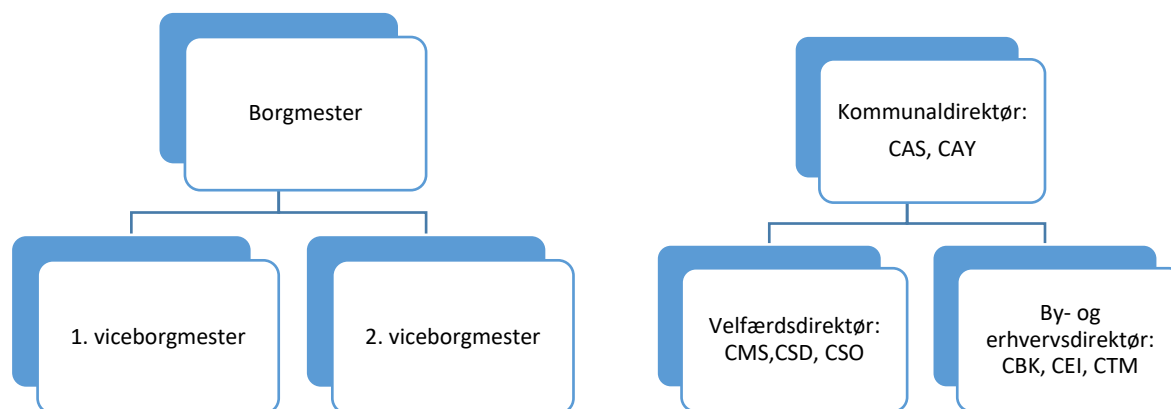 Borgmester
1. viceborgmester
2. viceborgmester
Kommunaldirektør:
CAS, CAY
Velfærdsdirektør:
CMS,CSD, CSO
By- og
erhvervsdirektør:
CBK, CEI, CTM